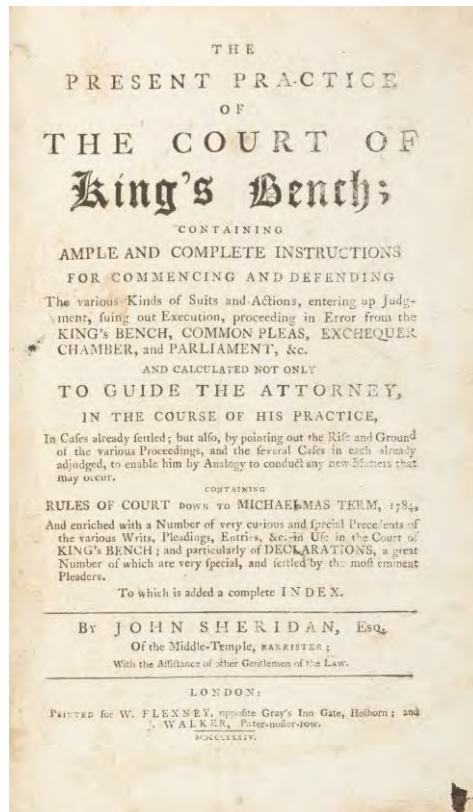 THE
PRESENT PRACTICE
OF
THE COURT OF
King's Bench;
CONTAINING
AMPLE AND COMPLETE INSTRUCTIONS
FOR COMMENCING AND DEFENDING
The various Kinds of Suits and Actions, entering up Judg-
ment, ſuing out Execution, proceeding in Error from the
KING's BENCH, COMMON PLEAS, EXCHEQUER
CHAMBER, and PARLIAMENT, &c.
AND CALCULATED NOT ONLY
TO GUIDE THE ATTORNEY,
IN THE COURSE OF HIS PRACTICE,
In Caſes already ſettled; but alſo, by pointing out the Riſe and Ground
of the various Proceedings, and the ſeveral Caſes in each already
adjudged, to enable him by Analogy to conduct any new Matters that
may occur.
CONTAINING
RULES OF COURT DOWN TO MICHAELMAS TERM, 1784,
And enriched with a Number of very curious and ſpecial Precedents of
the various Writs, Pleadings, Entries, &c. in Uſe in the Court of
KING's BENCH; and particularly of DECLARATIONS, a great
Number of which are very ſpecial, and ſettled by the moſt eminent
Pleaders.
To which is added a complete INDEX.
BY JOHN SHERIDAN, Esq.
Of the Middle-Temple, BARRISTER;
With the Aſſiſtance of other Gentlemen of the LAW.
LONDON:
PRINTED for W. FLEXNEY, oppoſite Gray's Inn Gate, Holborn; and
J. WALKER, Pater-noſter-row.
MDCCLXXXIV.